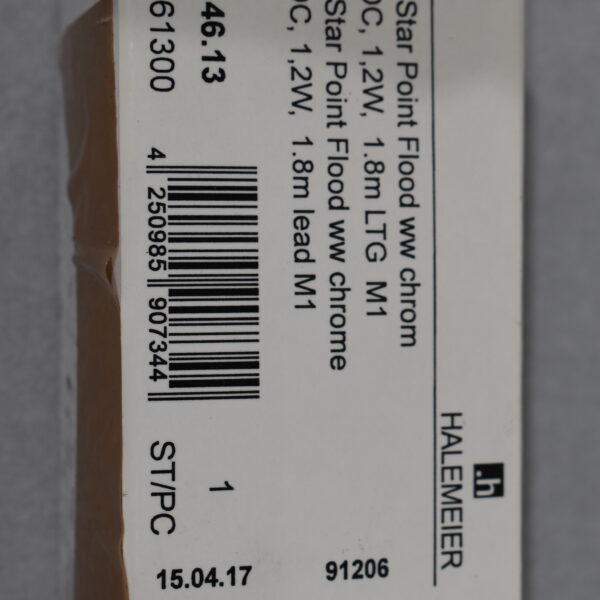 .h
HALEMEIER
Star Point Flood ww chrom
DC, 1,2W, 1.8m LTG M1
Star Point Flood ww chrome
DC, 1,2W, 1.8m lead M1
91206
46.13
1
61300
ST/PC
4 250985 907344
15.04.17